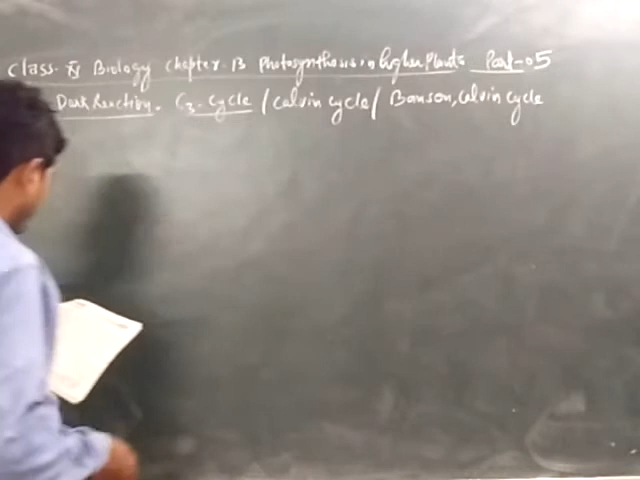 Class- XI Biology Chapter- 13 Photosynthesis in higher Plants Part-05
Dark Reaction. C3-Cycle / Calvin cycle / Banson, Calvin Cycle